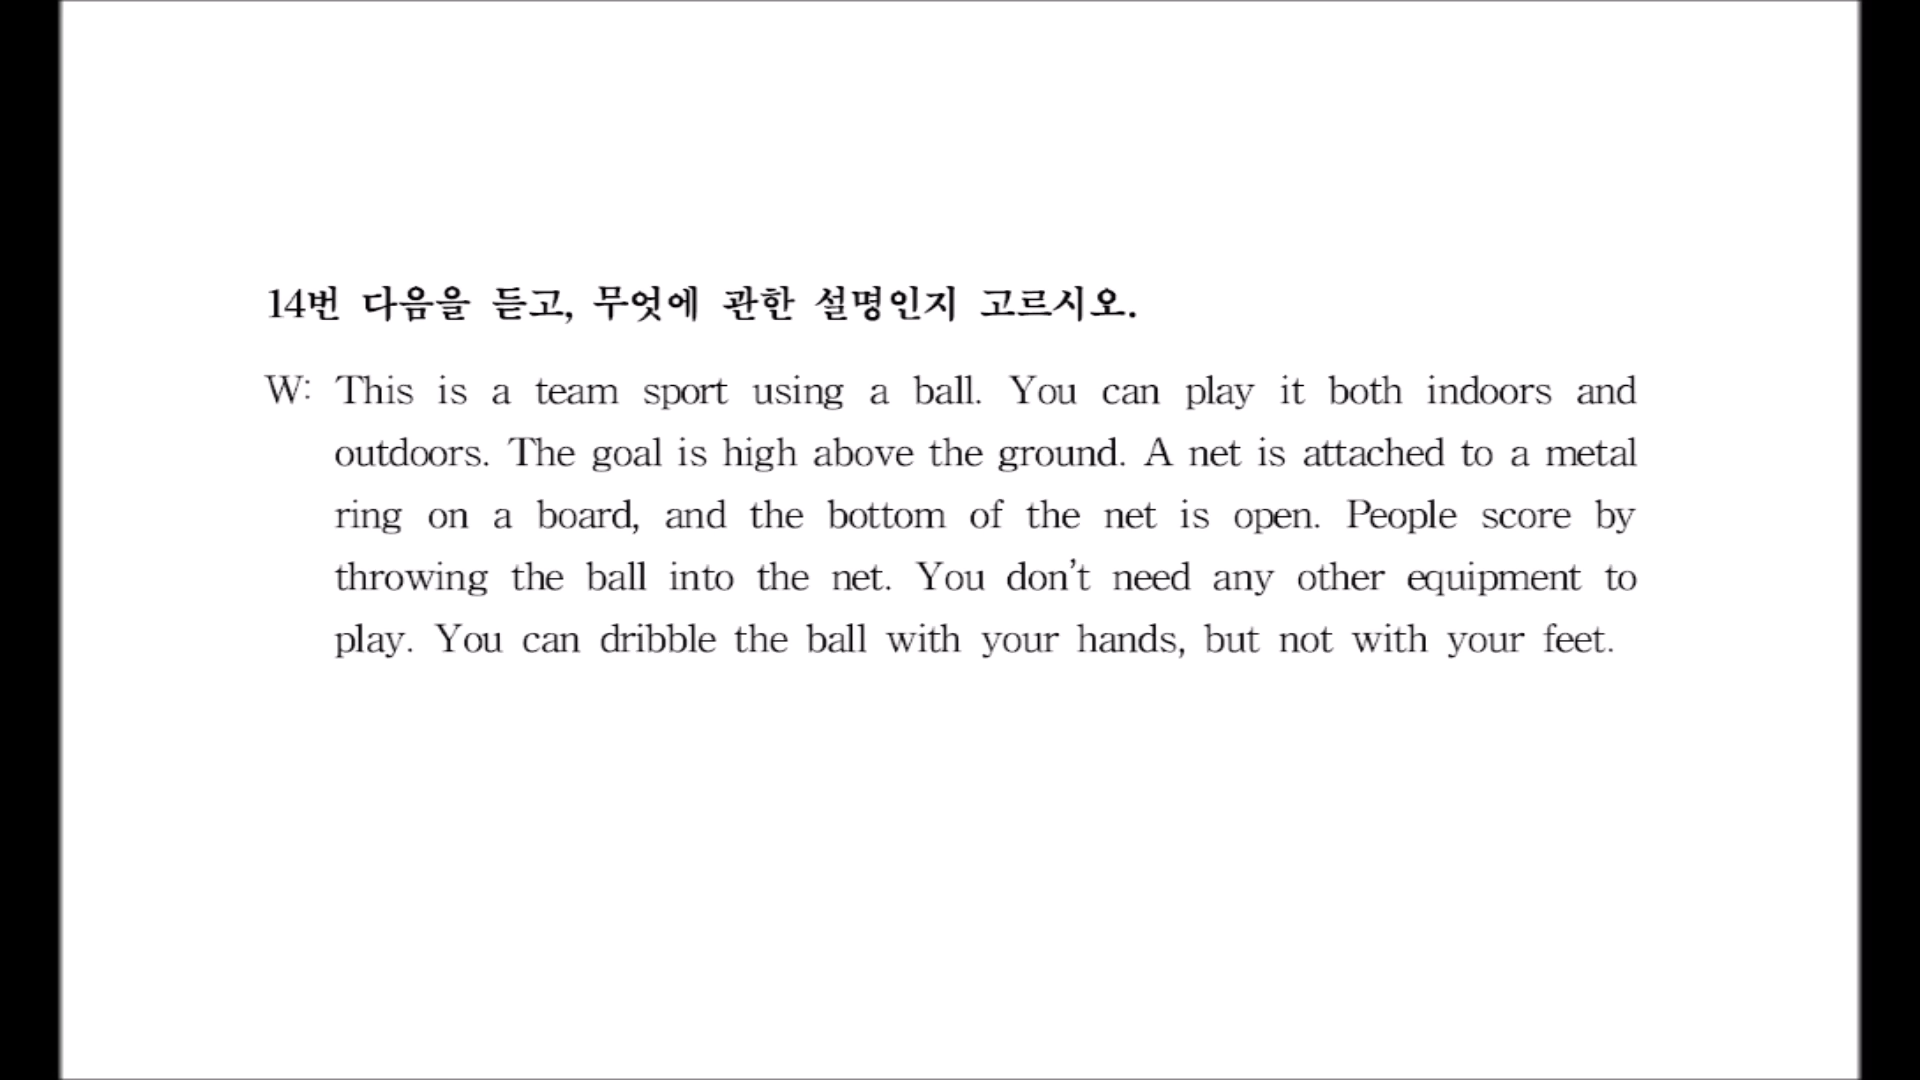 14번 다음을 듣고, 무엇에 관한 설명인지 고르시오.
W: This is a team sport using a ball. You can play it both indoors and
outdoors. The goal is high above the ground. A net is attached to a metal
ring on a board, and the bottom of the net is open. People score by
throwing the ball into the net. You don't need any other equipment to
play. You can dribble the ball with your hands, but not with your feet.